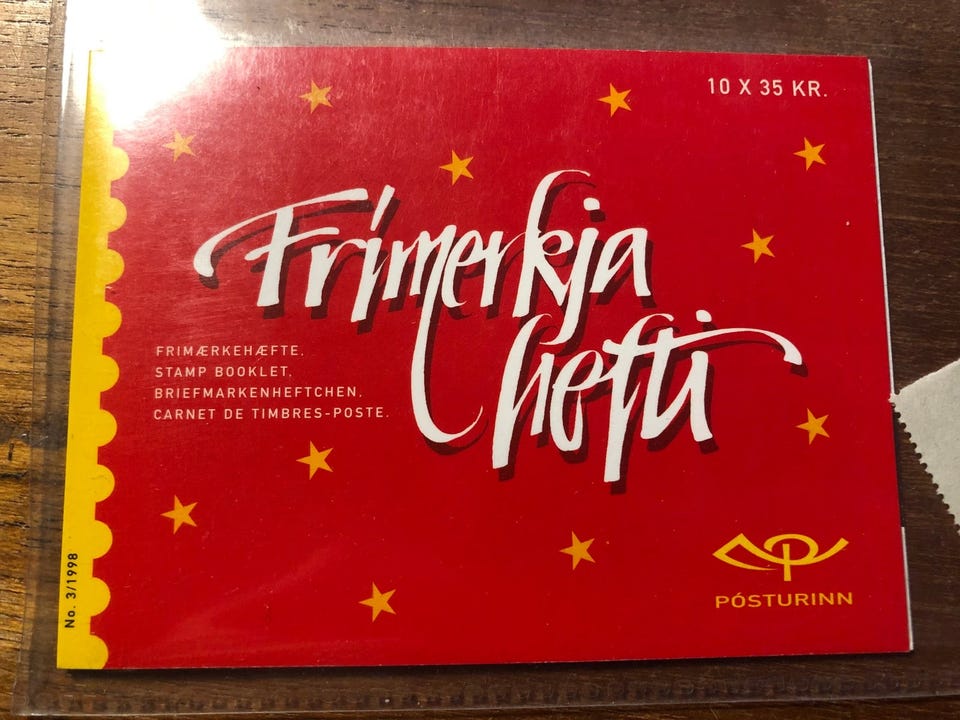 10 X 35 KR.
Frímerkja
hefti
FRIMÆRKEHÆFTE.
STAMP BOOKLET.
BRIEFMARKENHEFTCHEN.
CARNET DE TIMBRES-POSTE.
No. 3/1998
PÓSTURINN